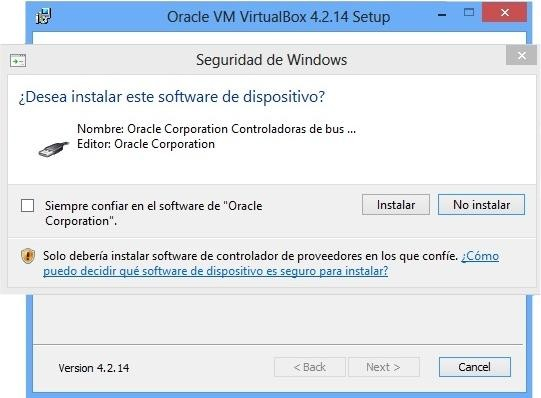 Oracle VM VirtualBox 4.2.14 Setup
Seguridad de Windows
¿Desea instalar este software de dispositivo?
Nombre: Oracle Corporation Controladoras de bus ...
Editor: Oracle Corporation
Siempre confiar en el software de "Oracle
Corporation".
Instalar
No instalar
Solo debería instalar software de controlador de proveedores en los que confíe. ¿Cómo
puedo decidir qué software de dispositivo es seguro para instalar?
Version 4.2.14
< Back
Next >
Cancel